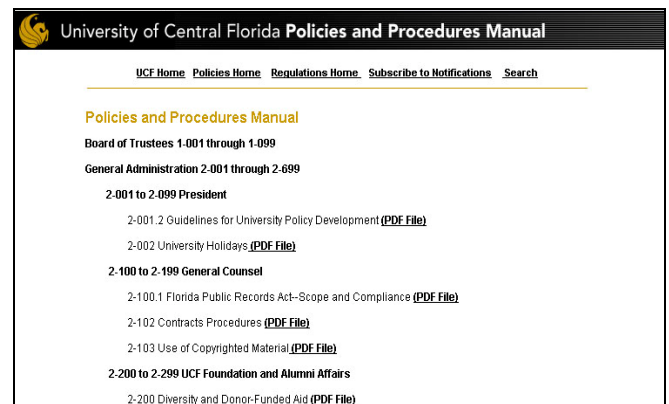 University of Central Florida Policies and Procedures Manual
UCF Home Policies Home Regulations Home Subscribe to Notifications Search
Policies and Procedures Manual
Board of Trustees 1-001 through 1-099
General Administration 2-001 through 2-699
2-001 to 2-099 President
2-001.2 Guidelines for University Policy Development (PDF File)
2-002 University Holidays (PDF File)
2-100 to 2-199 General Counsel
2-100.1 Florida Public Records Act--Scope and Compliance (PDF File)
2-102 Contracts Procedures (PDF File)
2-103 Use of Copyrighted Material (PDF File)
2-200 to 2-299 UCF Foundation and Alumni Affairs
2-200 Diversity and Donor-Funded Aid (PDF File)